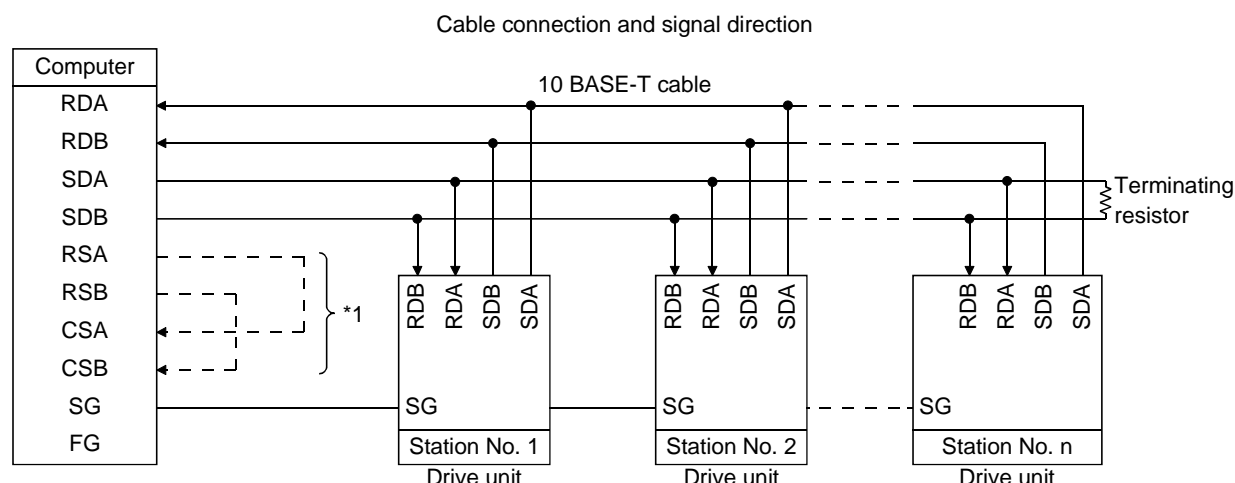 Cable connection and signal direction
Computer
RDA
RDB
SDA
SDB
RSA
RSB
CSA
CSB
SG
FG
10 BASE-T cable
Terminating
resistor
*1
RDB
RDA
SDB
SDA
SG
Station No. 1
Drive unit
RDB
RDA
SDB
SDA
SG
Station No. 2
Drive unit
RDB
RDA
SDB
SDA
SG
Station No. n
Drive unit